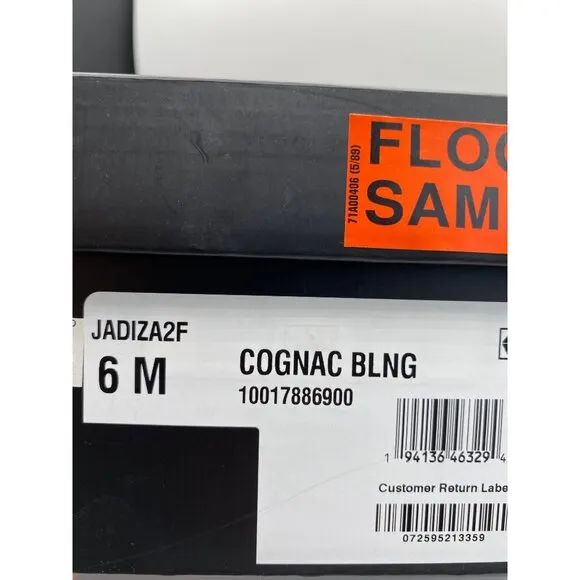 71A00406 (5/89)
FLOO
SAM
JADIZA2F
6 M
COGNAC BLNG
10017886900
1 94136 46329 4
Customer Return Labe
072595213359